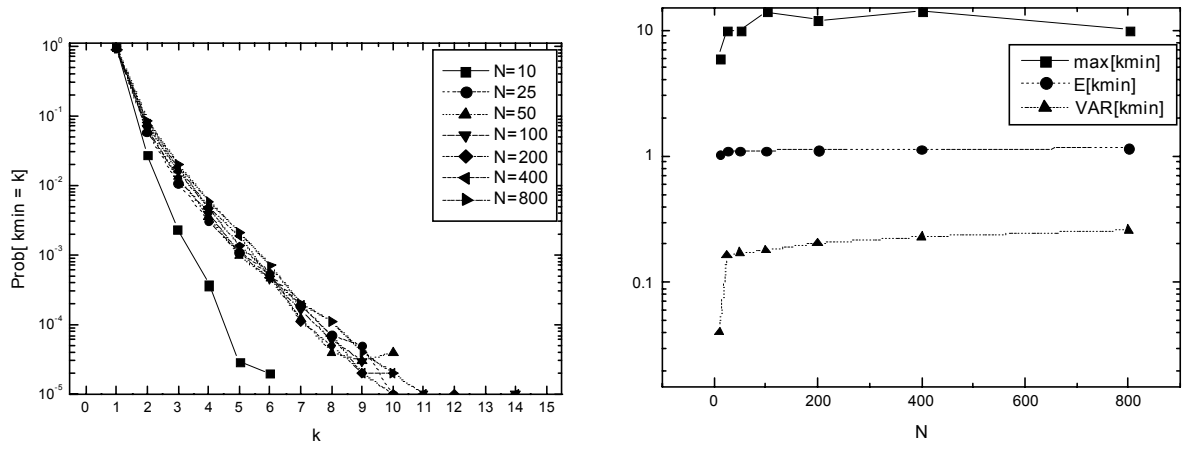 10⁰
10⁻¹
10⁻²
10⁻³
10⁻⁴
10⁻⁵
Prob[ kmin = k]
0 1 2 3 4 5 6 7 8 9 10 11 12 13 14 15
k
N=10
N=25
N=50
N=100
N=200
N=400
N=800
10
1
0.1
0 200 400 600 800
N
max[kmin]
E[kmin]
VAR[kmin]